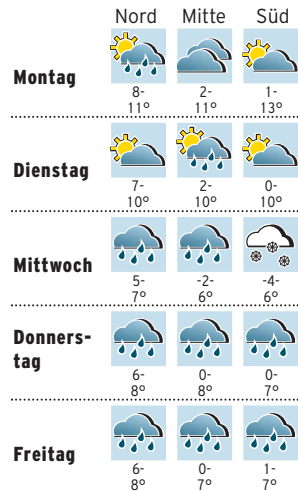 Nord Mitte Süd
Montag
8- 2- 1-
11° 11° 13°
Dienstag
7- 2- 0-
10° 10° 10°
Mittwoch
5- -2- -4-
7° 6° 6°
Donners-
tag
6- 0- 0-
8° 8° 7°
Freitag
6- 0- 1-
8° 7° 7°